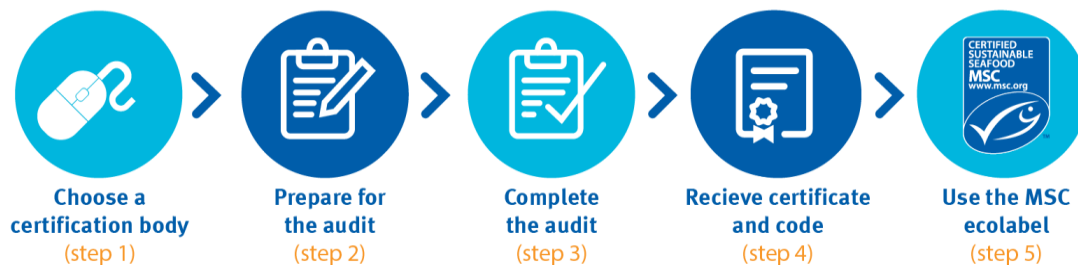 CERTIFIED
SUSTAINABLE
SEAFOOD
MSC
www.msc.org
™
Choose a
certification body
(step 1)
Prepare for
the audit
(step 2)
Complete
the audit
(step 3)
Recieve certificate
and code
(step 4)
Use the MSC
ecolabel
(step 5)